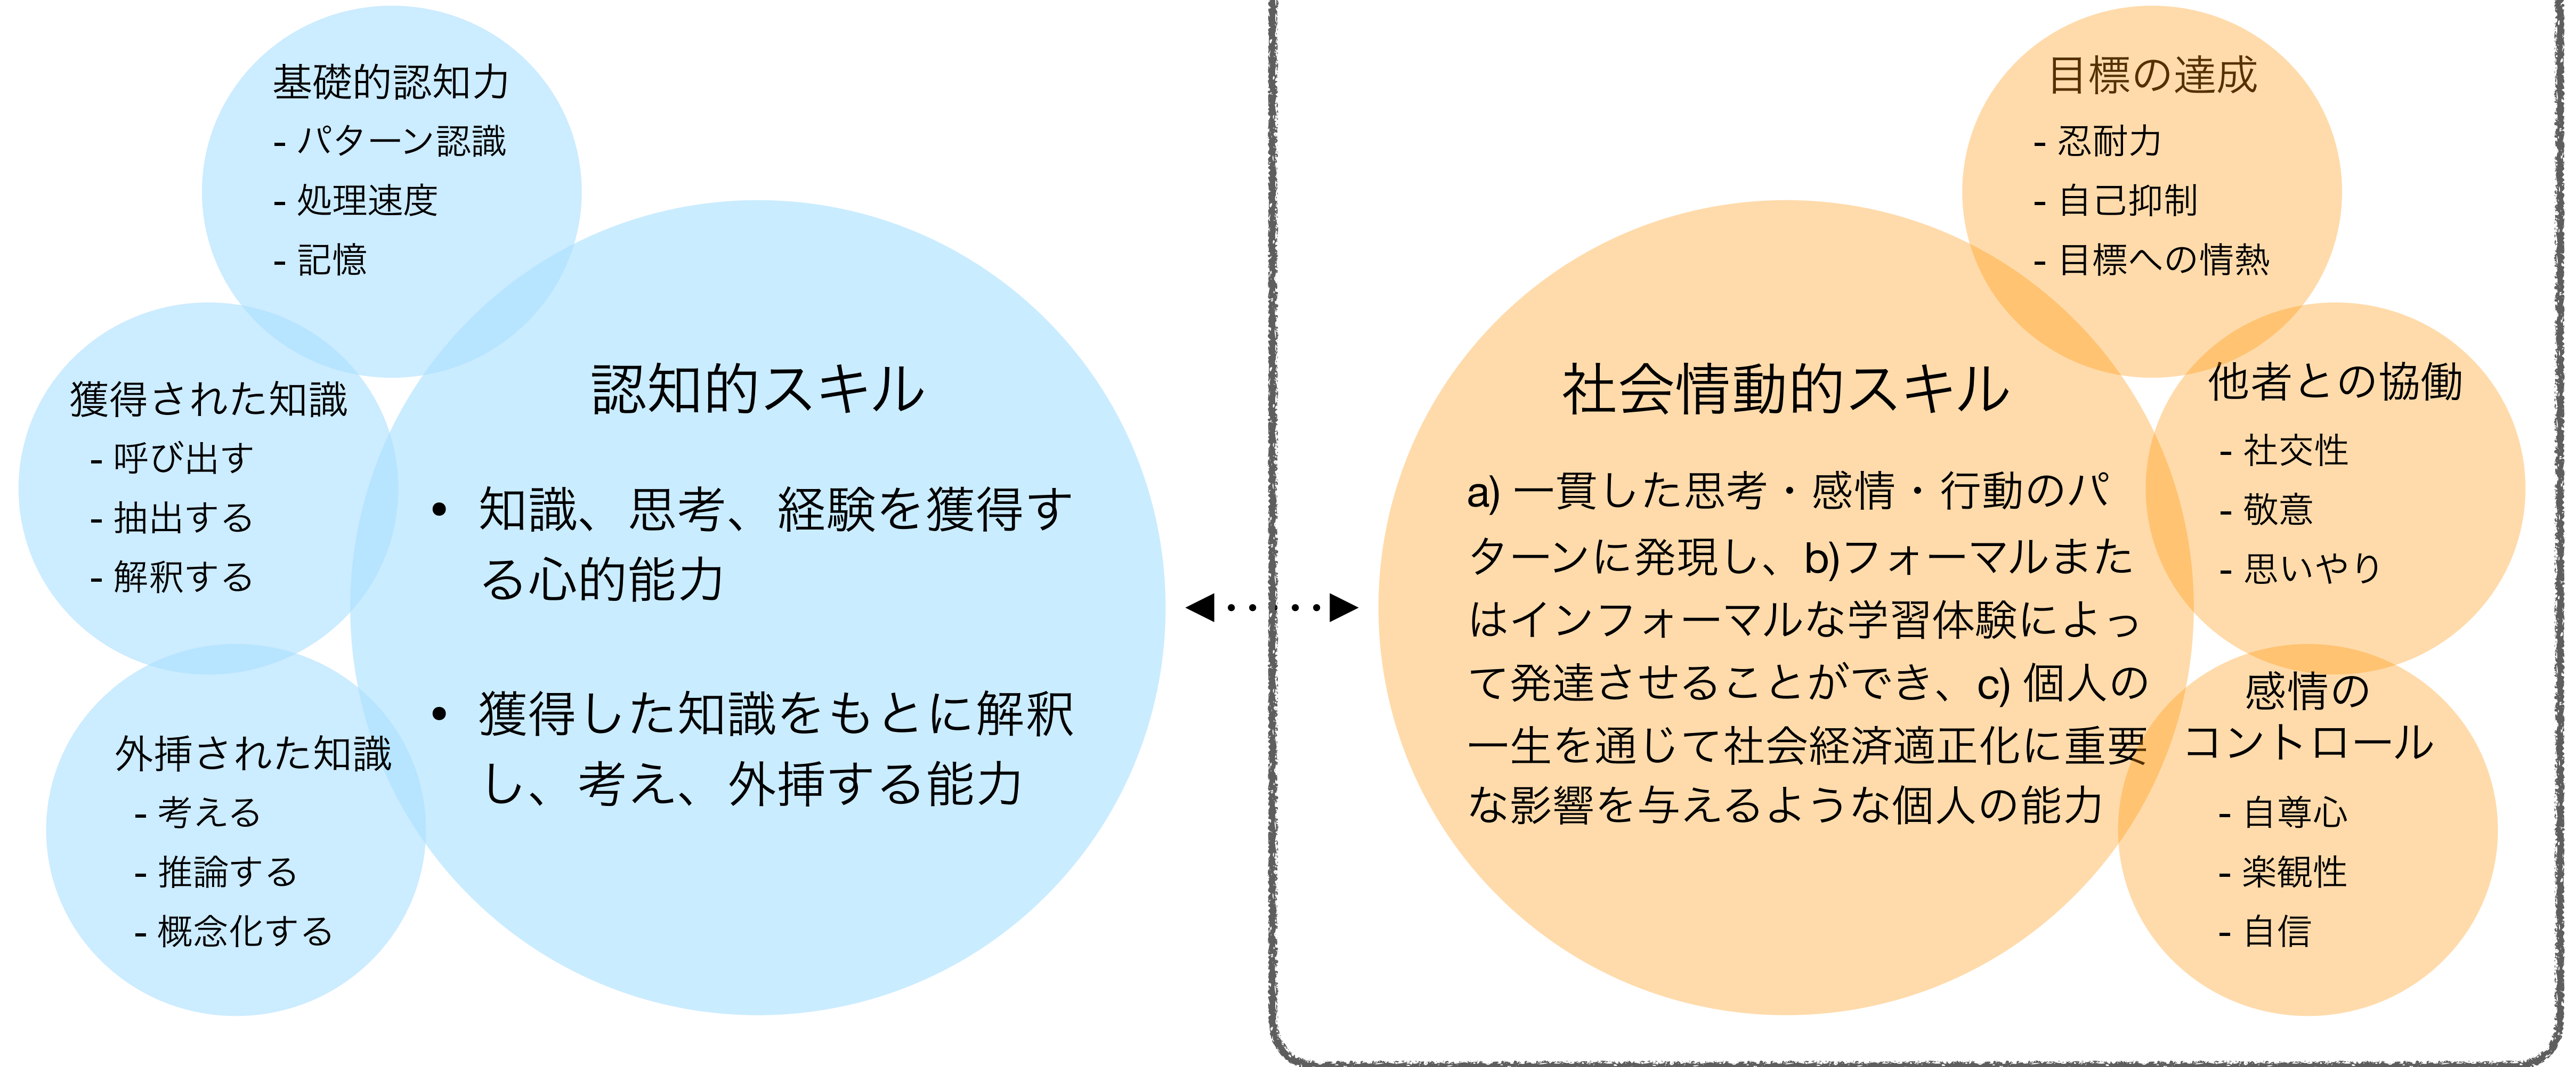 基礎的認知力
- パターン認識
- 処理速度
- 記憶
獲得された知識
- 呼び出す
- 抽出する
- 解釈する
外挿された知識
- 考える
- 推論する
- 概念化する
認知的スキル
• 知識、思考、経験を獲得す
る心的能力
• 獲得した知識をもとに解釈
し、考え、外挿する能力
社会情動的スキル
a) 一貫した思考・感情・行動のパ
ターンに発現し、b)フォーマルまた
はインフォーマルな学習体験によっ
て発達させることができ、c) 個人の
一生を通じて社会経済適正化に重要
な影響を与えるような個人の能力
目標の達成
- 忍耐力
- 自己抑制
- 目標への情熱
他者との協働
- 社交性
- 敬意
- 思いやり
感情の
コントロール
- 自尊心
- 楽観性
- 自信